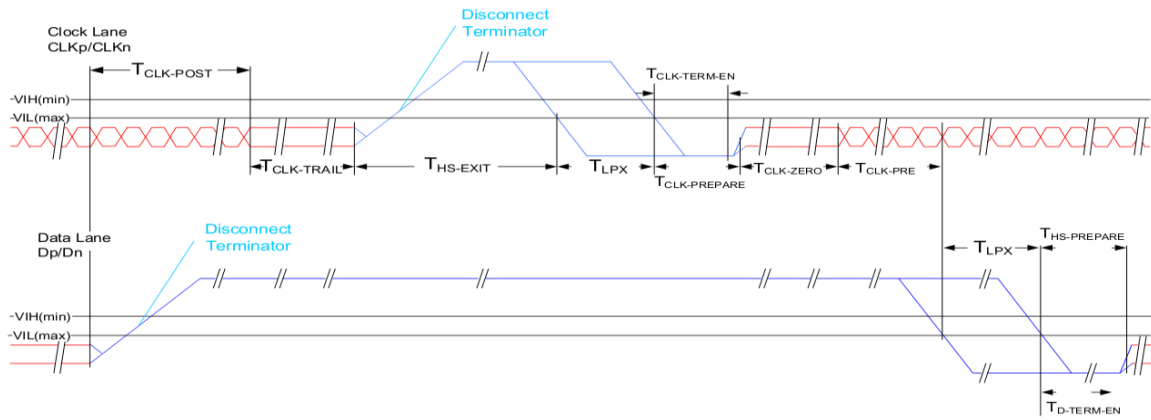 Disconnect
Terminator
Clock Lane
CLKp/CLKn
TCLK-POST
TCLK-TERM-EN
VIH(min)
VIL(max)
TCLK-TRAIL
THS-EXIT
TLPX
TCLK-PREPARE
TCLK-ZERO
TCLK-PRE
Disconnect
Terminator
Data Lane
Dp/Dn
TLPX
THS-PREPARE
VIH(min)
VIL(max)
TD-TERM-EN